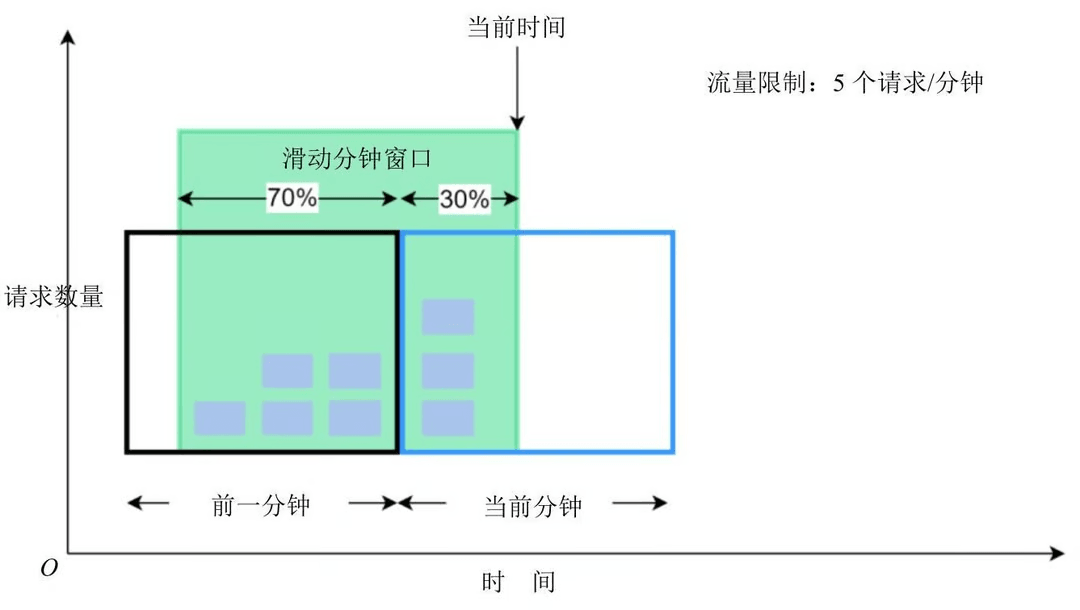 当前时间
流量限制：5 个请求/分钟
滑动分钟窗口
70%
30%
请求数量
前一分钟
当前分钟
O
时 间